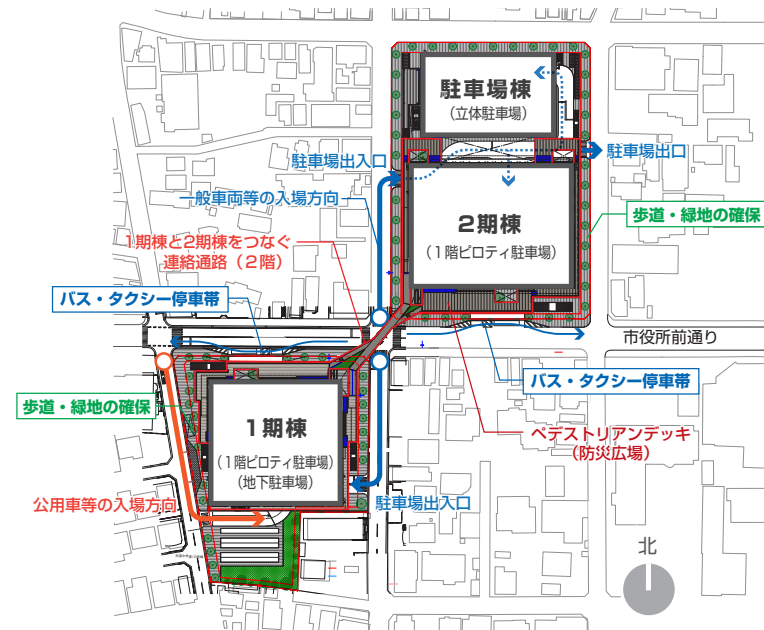 駐車場棟
(立体駐車場)
駐車場出入口
駐車場出口
一般車両等の入場方向
2期棟
(1階ピロティ駐車場)
歩道・緑地の確保
1期棟と2期棟をつなぐ
連絡通路(2階)
バス・タクシー停車帯
市役所前通り
バス・タクシー停車帯
歩道・緑地の確保
1期棟
(1階ピロティ駐車場)
(地下駐車場)
ペデストリアンデッキ
(防災広場)
公用車等の入場方向
駐車場出入口
北